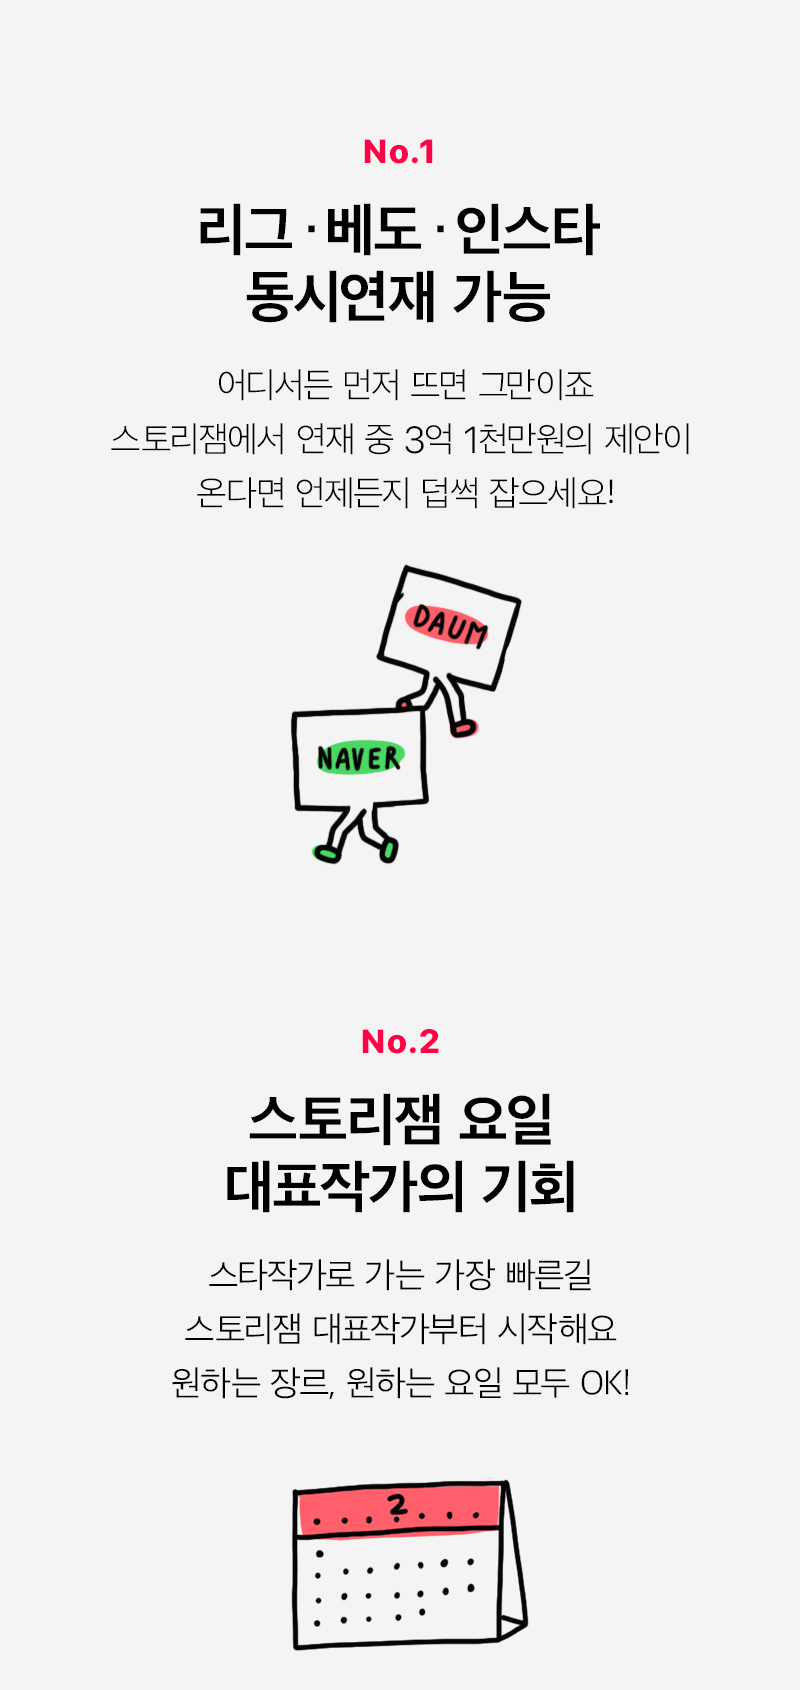 No.1
리그·베도·인스타
동시연재 가능
어디서든 먼저 뜨면 그만이죠
스토리잼에서 연재 중 3억 1천만원의 제안이
온다면 언제든지 덥썩 잡으세요!
DAUM
NAVER
No.2
스토리잼 요일
대표작가의 기회
스타작가로 가는 가장 빠른길
스토리잼 대표작가부터 시작해요
원하는 장르, 원하는 요일 모두 OK!
2